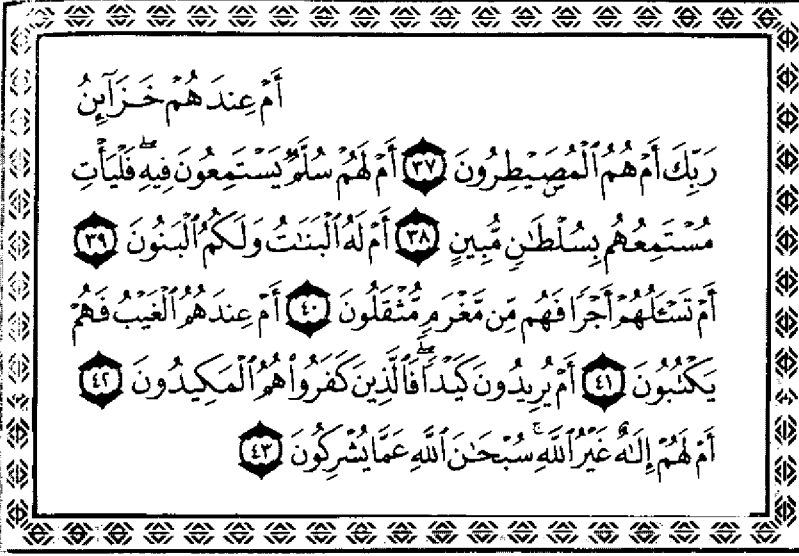 أَمْ عِندَهُمْ خَزَآئِنُ
رَبِّكَ أَمْ هُمُ ٱلْمُصَۣيْطِرُونَ ٣٧ أَمْ لَهُمْ سُلَّمٌ يَسْتَمِعُونَ فِيهِ ۖ فَلْيَأْتِ
مُسْتَمِعُهُم بِسُلْطَٰنٍ مُّبِينٍ ٣٨ أَمْ لَهُ ٱلْبَنَٰتُ وَلَكُمُ ٱلْبَنُونَ ٣٩
أَمْ تَسْـَٔلُهُمْ أَجْرًا فَهُم مِّن مَّغْرَمٍ مُّثْقَلُونَ ٤٠ أَمْ عِندَهُمُ ٱلْغَيْبُ فَهُمْ
يَكْتُبُونَ ٤١ أَمْ يُرِيدُونَ كَيْدًا ۖ فَٱلَّذِينَ كَفَرُوا۟ هُمُ ٱلْمَكِيدُونَ ٤٢
أَمْ لَهُمْ إِلَٰهٌ غَيْرُ ٱللَّهِ ۚ سُبْحَٰنَ ٱللَّهِ عَمَّا يُشْرِكُونَ ٤٣